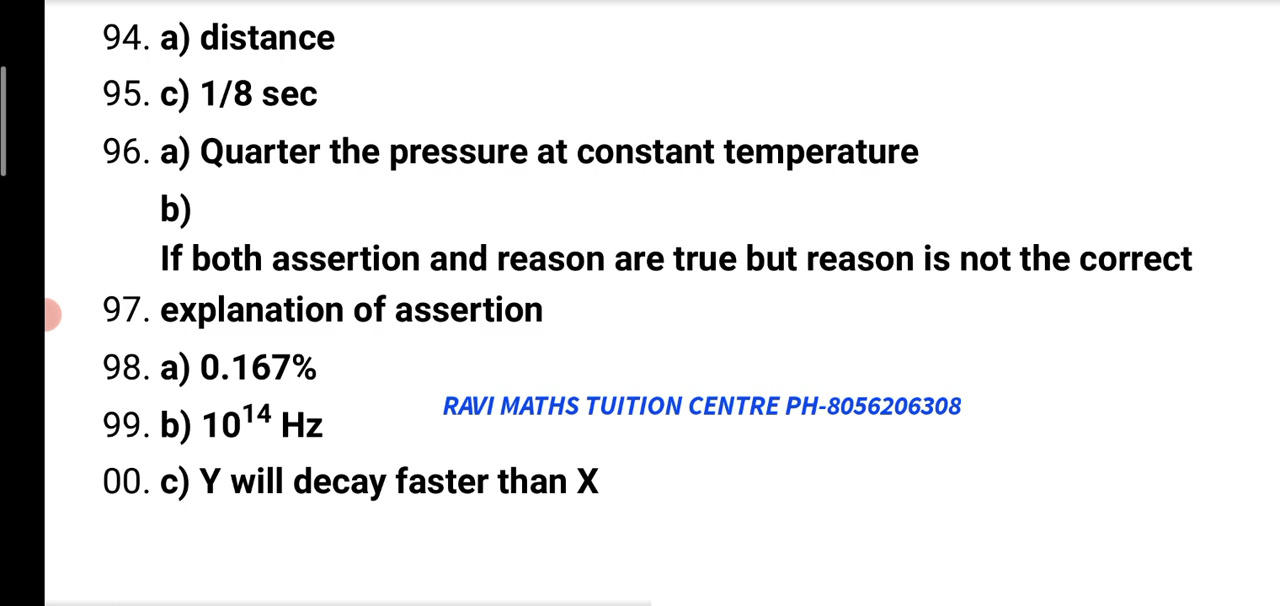 94. a) distance
95. c) 1/8 sec
96. a) Quarter the pressure at constant temperature
b)
If both assertion and reason are true but reason is not the correct
97. explanation of assertion
98. a) 0.167%
RAVI MATHS TUITION CENTRE PH-8056206308
99. b) 10¹⁴ Hz
00. c) Y will decay faster than X